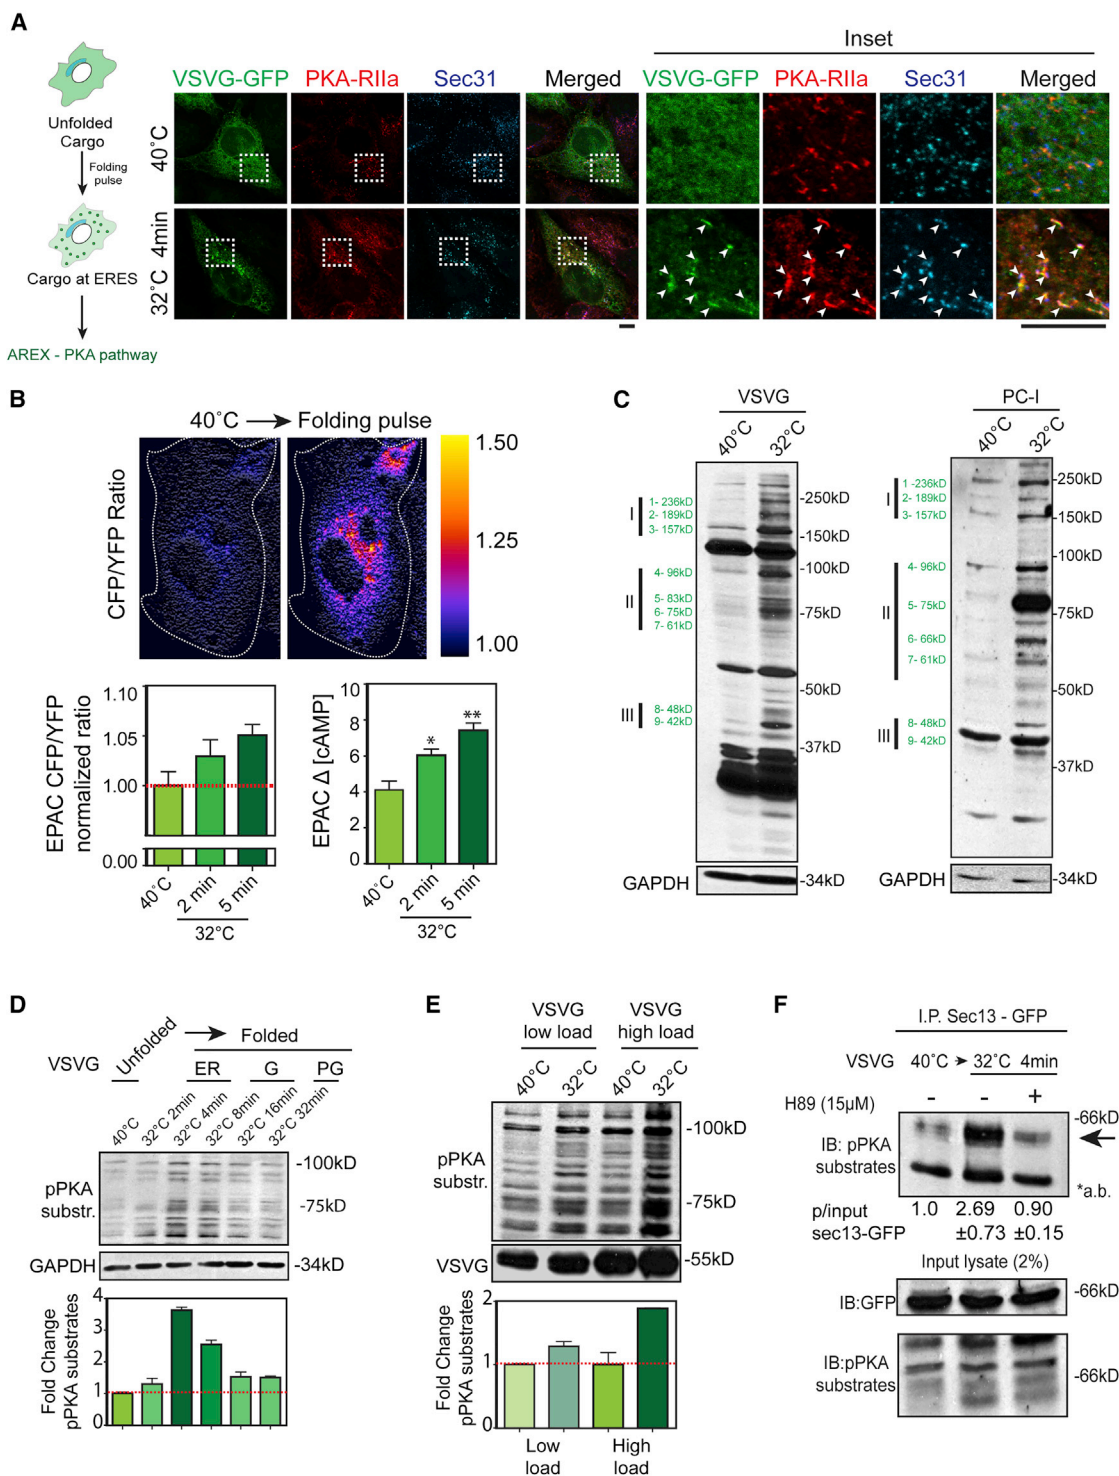 A
Unfolded
Cargo
Folding
pulse
Cargo at ERES
AREX - PKA pathway
Inset
VSVG-GFP PKA-RIIa Sec31 Merged VSVG-GFP PKA-RIIa Sec31 Merged
40°C
32°C 4min
B
40°C Folding pulse
CFP/YFP Ratio
1.50
1.25
1.00
EPAC CFP/YFP
normalized ratio
1.10
1.05
1.00
0.00
40°C 2 min 5 min
32°C
EPAC Δ [cAMP]
10
8
6
4
2
0
* **
40°C 2 min 5 min
32°C
C
VSVG
40°C 32°C
I
1- 236kD
2- 189kD
3- 157kD
II
4- 96kD
5- 83kD
6- 75kD
7- 61kD
III
8- 48kD
9- 42kD
-250kD
-150kD
-100kD
-75kD
-50kD
-37kD
GAPDH -34kD
PC-I
40°C 32°C
I
1 -236kD
2- 189kD
3- 157kD
II
4- 96kD
5- 75kD
6- 66kD
7- 61kD
III
8- 48kD
9- 42kD
-250kD
-150kD
-100kD
-75kD
-50kD
-37kD
GAPDH -34kD
D
VSVG Unfolded Folded
ER G PG
40°C 32°C 2min 32°C 4min 32°C 8min 32°C 16min 32°C 32min
pPKA
substr.
-100kD
-75kD
GAPDH -34kD
Fold Change
pPKA substrates
4
3
2
1
0
E
VSVG
low load
VSVG
high load
40°C 32°C 40°C 32°C
pPKA
substr.
-100kD
-75kD
VSVG -55kD
Fold Change
pPKA substrates
2
1
0
Low
load
High
load
F
I.P. Sec13 - GFP
VSVG 40°C 32°C 4min
H89 (15µM) - - +
IB: pPKA
substrates
-66kD
*a.b.
p/input 1.0 2.69 0.90
sec13-GFP ±0.73 ±0.15
Input lysate (2%)
IB:GFP -66kD
IB:pPKA
substrates
-66kD